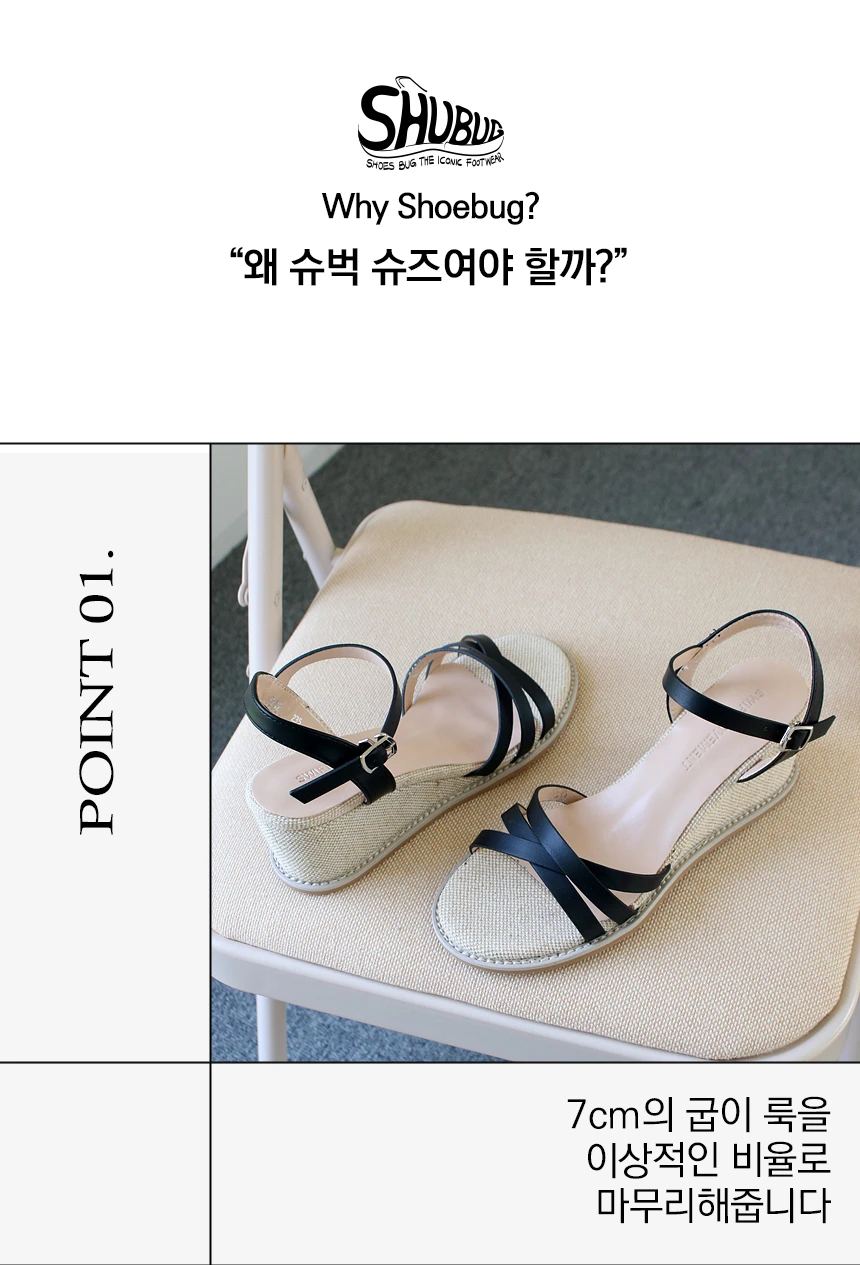 SHUBUG
SHOES BUG THE ICONIC FOOTWEAR
Why Shoebug?
“왜 슈벅 슈즈여야 할까?”
POINT 01.
7cm의 굽이 룩을
이상적인 비율로
마무리해줍니다